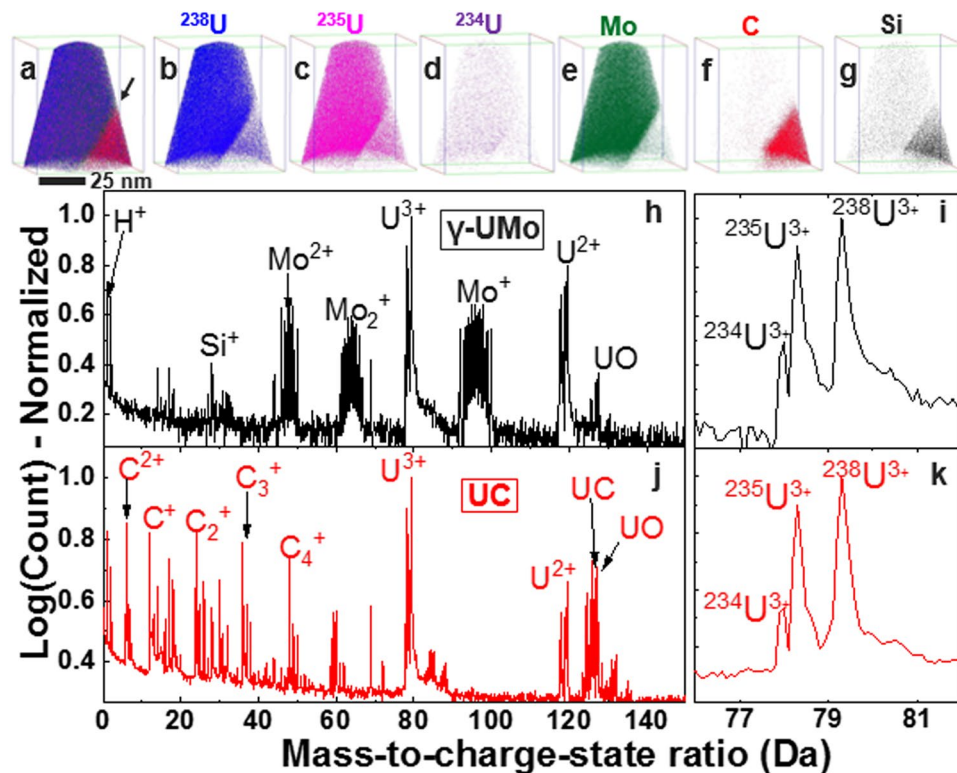 ²³⁸U ²³⁵U ²³⁴U Mo C Si
a b c d e f g
25 nm
Log(Count) - Normalized
1.0
0.8
0.6
0.4
0.2
H⁺
Si⁺
Mo²⁺
Mo₂⁺
U³⁺
γ-UMo
Mo⁺
U²⁺
UO
h
²³⁴U³⁺
²³⁵U³⁺
²³⁸U³⁺
i
1.0
0.8
0.6
0.4
C²⁺
C⁺
C₂⁺
C₃⁺
C₄⁺
U³⁺
UC
U²⁺
UC
UO
j
²³⁴U³⁺
²³⁵U³⁺
²³⁸U³⁺
k
0 20 40 60 80 100 120 140
77 79 81
Mass-to-charge-state ratio (Da)